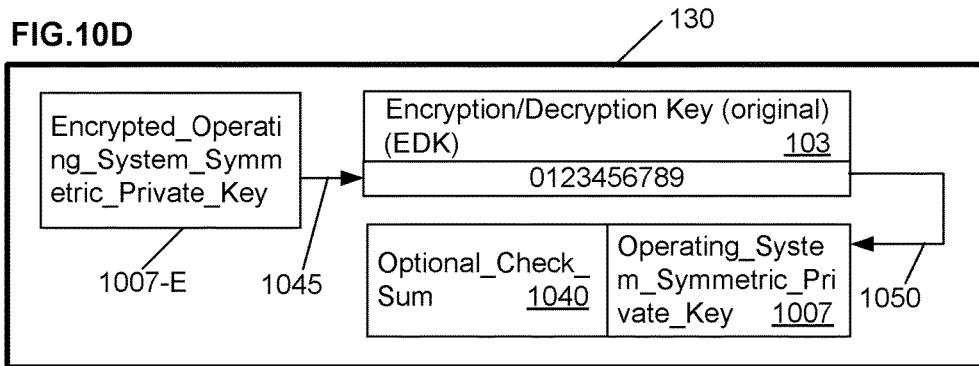 FIG.10D
130
Encrypted_Operati
ng_System_Symm
etric_Private_Key
1007-E
1045
Encryption/Decryption Key (original)
(EDK) 103
0123456789
Optional_Check_
Sum 1040
Operating_Syste
m_Symmetric_Pri
vate_Key 1007
1050